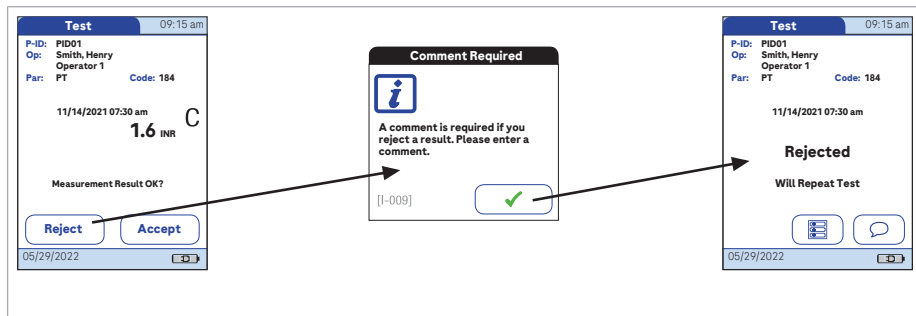 Test 09:15 am
P-ID: PID01
Op: Smith, Henry
Operator 1
Par: PT Code: 184
11/14/2021 07:30 am
1.6 INR C
Measurement Result OK?
Reject Accept
05/29/2022
Comment Required
i
A comment is required if you
reject a result. Please enter a
comment.
[I-009]
Test 09:15 am
P-ID: PID01
Op: Smith, Henry
Operator 1
Par: PT Code: 184
11/14/2021 07:30 am
Rejected
Will Repeat Test
05/29/2022